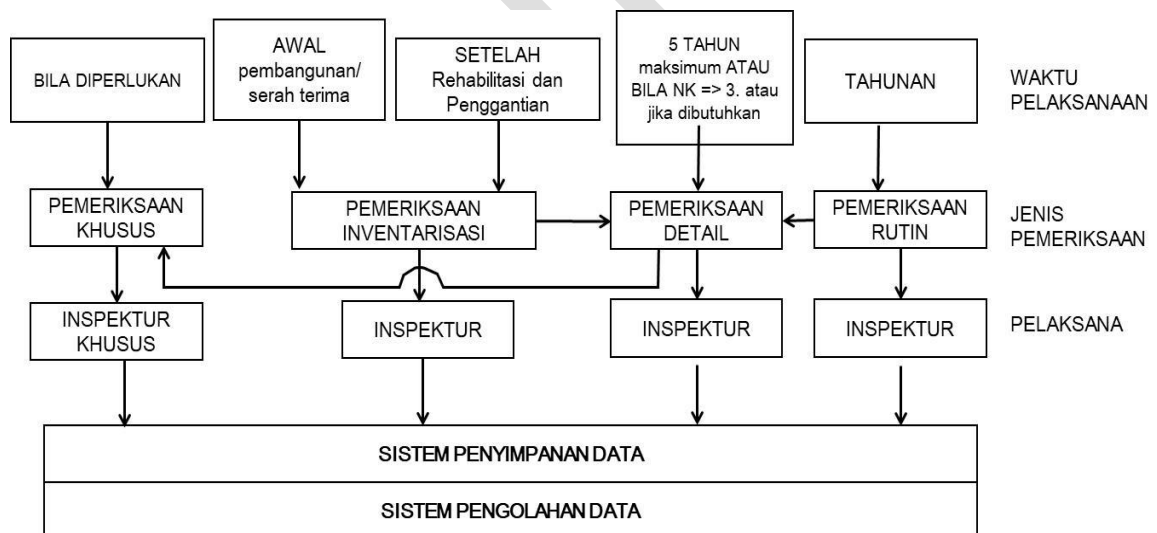 BILA DIPERLUKAN
AWAL
pembangunan/
serah terima
SETELAH
Rehabilitasi dan
Penggantian
5 TAHUN
maksimum ATAU
BILA NK => 3. atau
jika dibutuhkan
TAHUNAN
WAKTU
PELAKSANAAN
PEMERIKSAAN
KHUSUS
PEMERIKSAAN
INVENTARISASI
PEMERIKSAAN
DETAIL
PEMERIKSAAN
RUTIN
JENIS
PEMERIKSAAN
INSPEKTUR
KHUSUS
INSPEKTUR
INSPEKTUR
INSPEKTUR
PELAKSANA
SISTEM PENYIMPANAN DATA
SISTEM PENGOLAHAN DATA